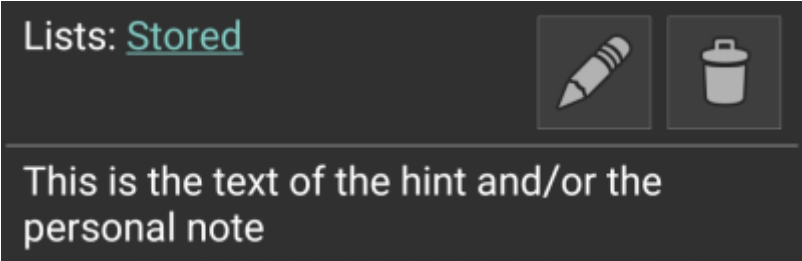 Lists: Stored
This is the text of the hint and/or the
personal note